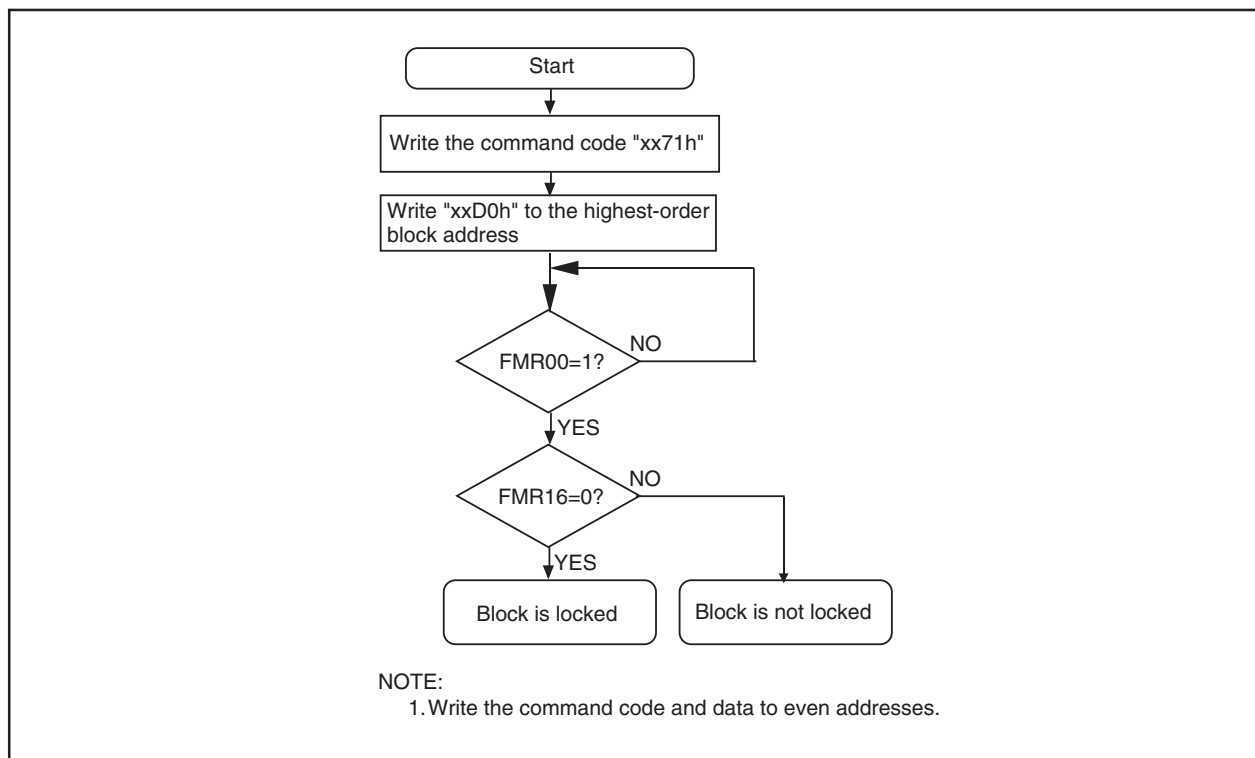 Start
Write the command code "xx71h"
Write "xxD0h" to the highest-order
block address
FMR00=1?
NO
YES
FMR16=0?
NO
YES
Block is locked
Block is not locked
NOTE:
1. Write the command code and data to even addresses.